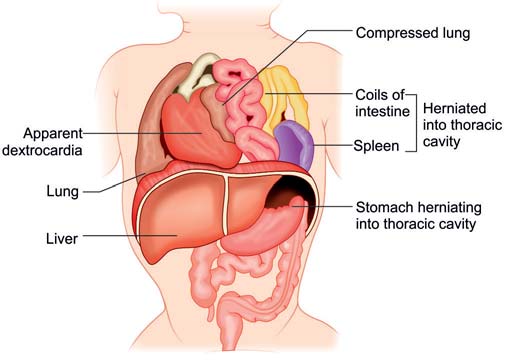 Compressed lung
Coils of
intestine
Spleen
Herniated
into thoracic
cavity
Apparent
dextrocardia
Lung
Liver
Stomach herniating
into thoracic cavity